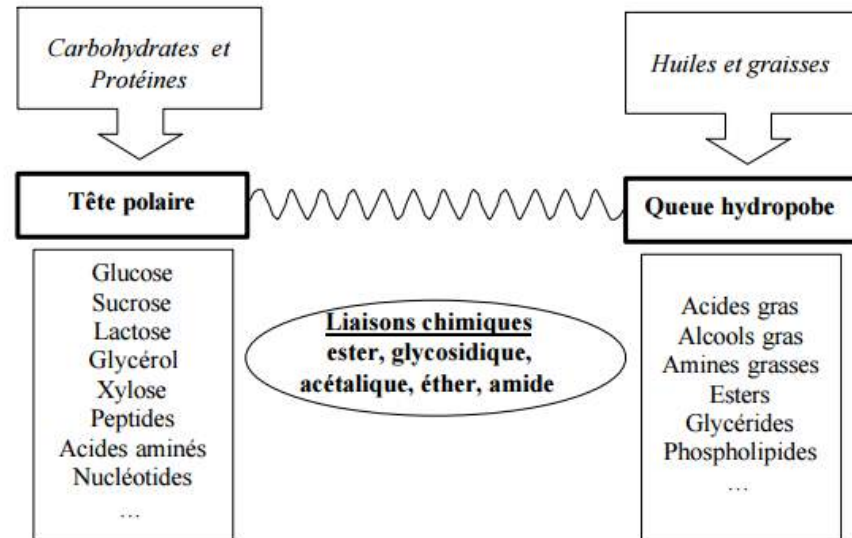 Carbohydrates et
Protéines
Huiles et graisses
Tête polaire
Queue hydropobe
Glucose
Sucrose
Lactose
Glycérol
Xylose
Peptides
Acides aminés
Nucléotides
…
Liaisons chimiques
ester, glycosidique,
acétalique, éther, amide
Acides gras
Alcools gras
Amines grasses
Esters
Glycérides
Phospholipides
…